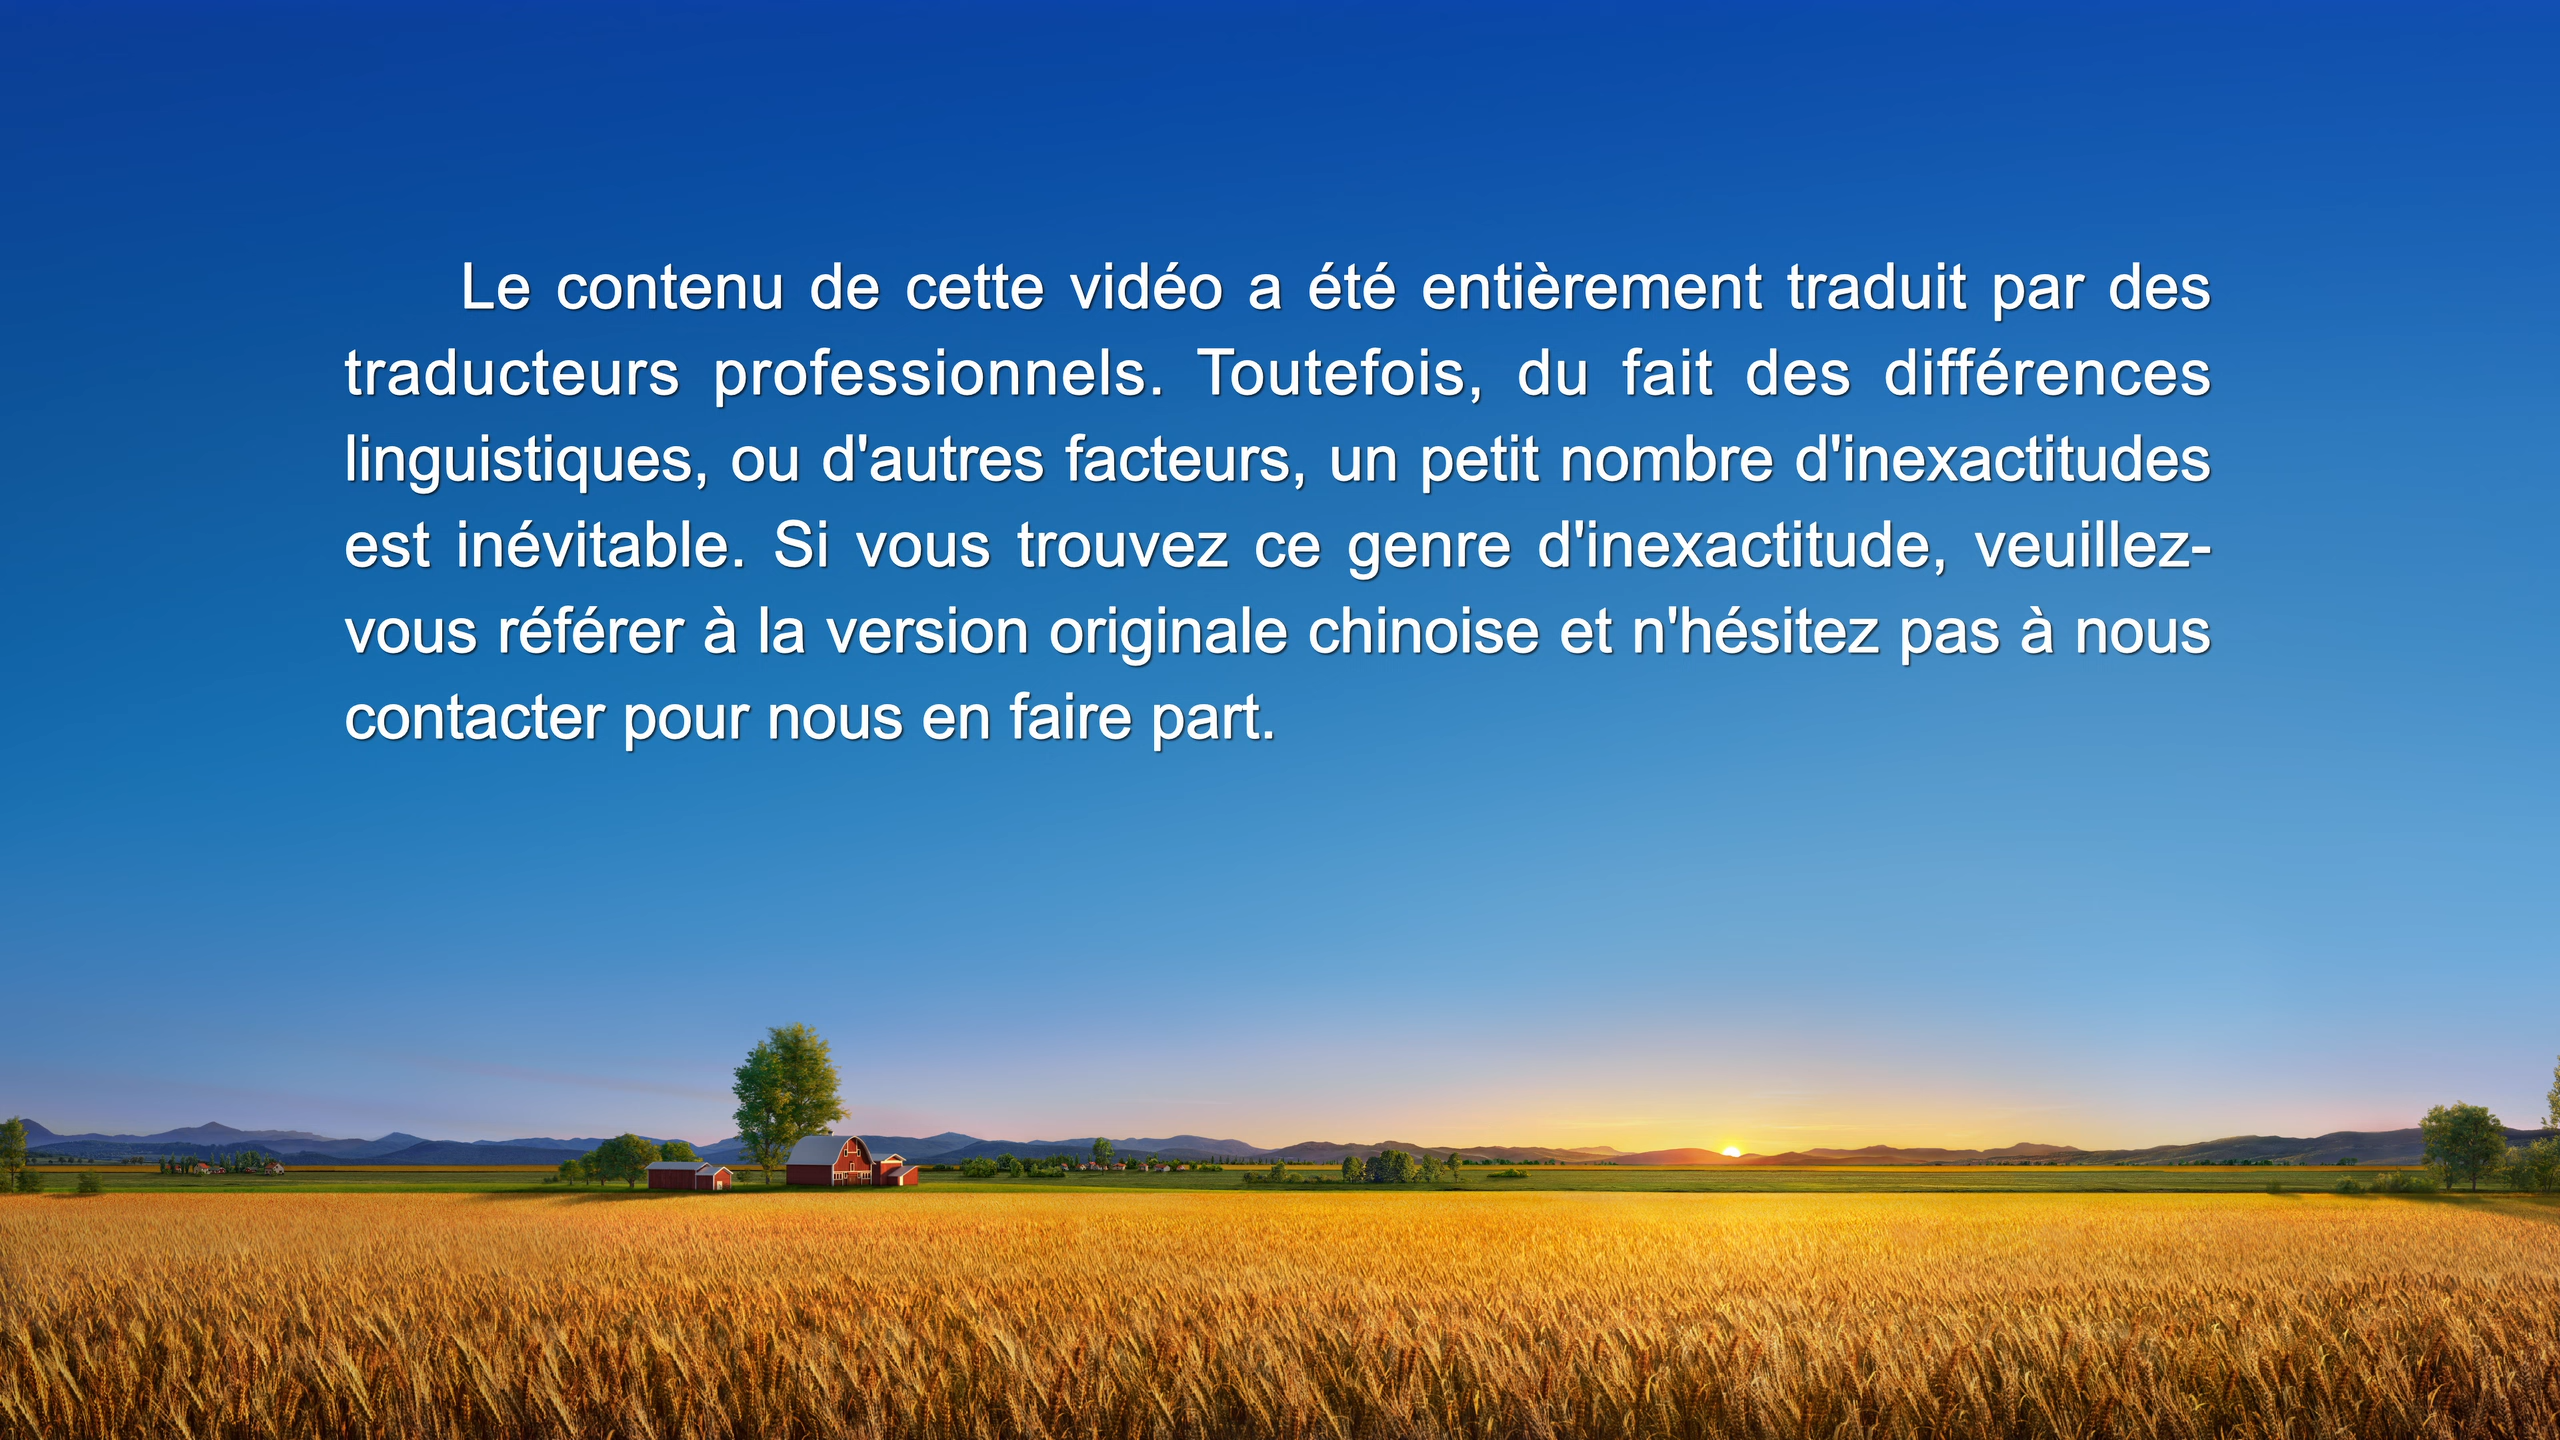 Le contenu de cette vidéo a été entièrement traduit par des
traducteurs professionnels. Toutefois, du fait des différences
linguistiques, ou d'autres facteurs, un petit nombre d'inexactitudes
est inévitable. Si vous trouvez ce genre d'inexactitude, veuillez-
vous référer à la version originale chinoise et n'hésitez pas à nous
contacter pour nous en faire part.